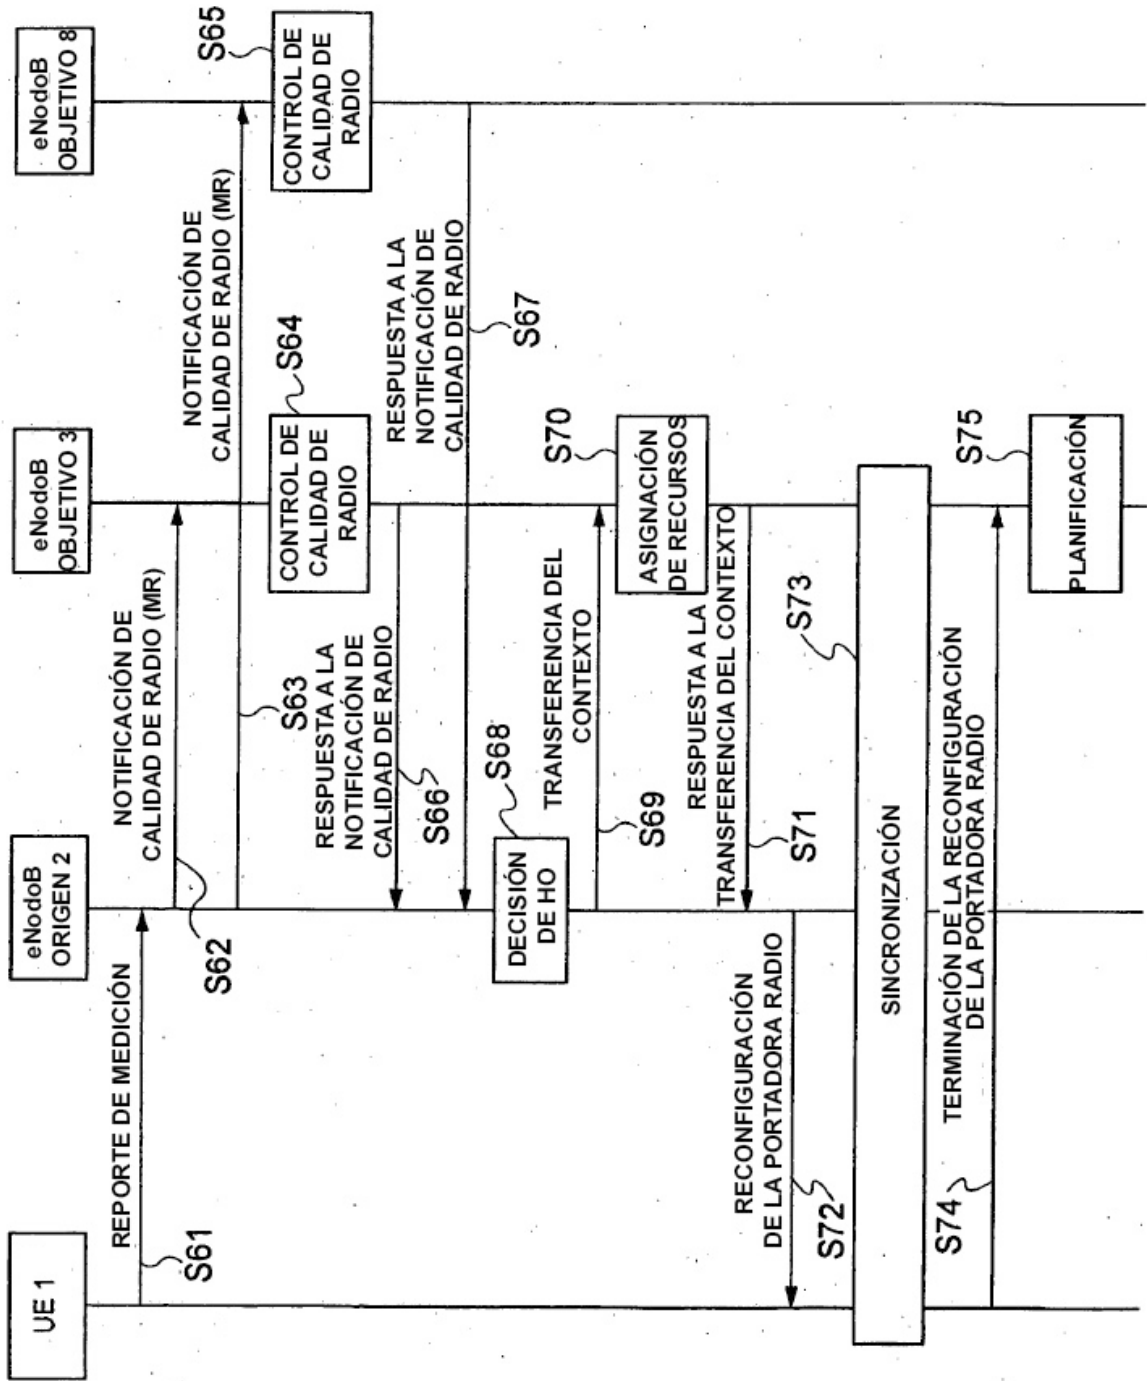 UE 1
eNodoB
ORIGEN 2
eNodoB
OBJETIVO 3
eNodoB
OBJETIVO 8
REPORTE DE MEDICIÓN
S61
NOTIFICACIÓN DE
CALIDAD DE RADIO (MR)
S62
NOTIFICACIÓN DE
CALIDAD DE RADIO (MR)
S63
CONTROL DE
CALIDAD DE
RADIO
S64
CONTROL DE
CALIDAD DE
RADIO
S65
RESPUESTA A LA
NOTIFICACIÓN DE
CALIDAD DE RADIO
S66
RESPUESTA A LA
NOTIFICACIÓN DE
CALIDAD DE RADIO
S67
DECISIÓN
DE HO
S68
TRANSFERENCIA DEL
CONTEXTO
S69
ASIGNACIÓN
DE RECURSOS
S70
RESPUESTA A LA
TRANSFERENCIA DEL CONTEXTO
S71
RECONFIGURACIÓN
DE LA PORTADORA RADIO
S72
SINCRONIZACIÓN
S73
TERMINACIÓN DE LA RECONFIGURACIÓN
DE LA PORTADORA RADIO
S74
PLANIFICACIÓN
S75